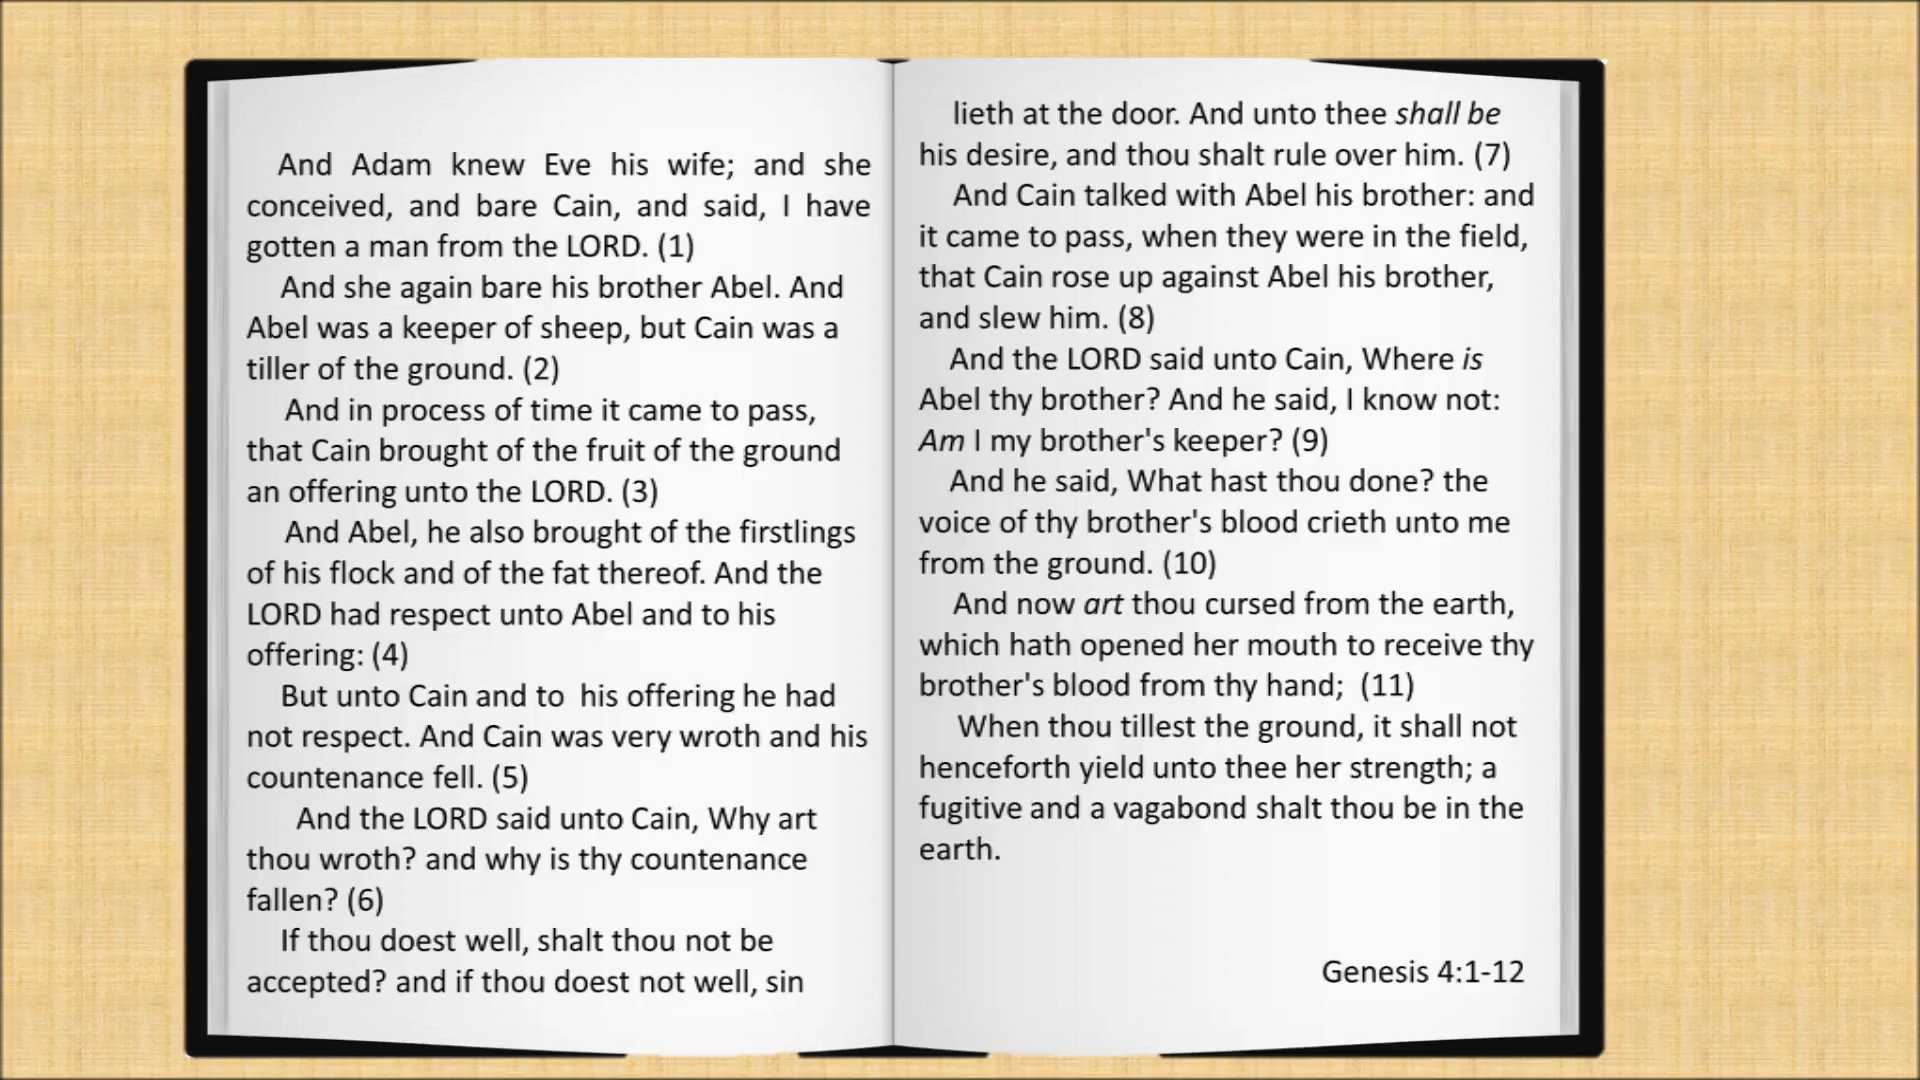 And Adam knew Eve his wife; and she
conceived, and bare Cain, and said, I have
gotten a man from the LORD. (1)
And she again bare his brother Abel. And
Abel was a keeper of sheep, but Cain was a
tiller of the ground. (2)
And in process of time it came to pass,
that Cain brought of the fruit of the ground
an offering unto the LORD. (3)
And Abel, he also brought of the firstlings
of his flock and of the fat thereof. And the
LORD had respect unto Abel and to his
offering: (4)
But unto Cain and to  his offering he had
not respect. And Cain was very wroth and his
countenance fell. (5)
And the LORD said unto Cain, Why art
thou wroth? and why is thy countenance
fallen? (6)
If thou doest well, shalt thou not be
accepted? and if thou doest not well, sin
lieth at the door. And unto thee shall be
his desire, and thou shalt rule over him. (7)
And Cain talked with Abel his brother: and
it came to pass, when they were in the field,
that Cain rose up against Abel his brother,
and slew him. (8)
And the LORD said unto Cain, Where is
Abel thy brother? And he said, I know not:
Am I my brother's keeper? (9)
And he said, What hast thou done? the
voice of thy brother's blood crieth unto me
from the ground. (10)
And now art thou cursed from the earth,
which hath opened her mouth to receive thy
brother's blood from thy hand;  (11)
When thou tillest the ground, it shall not
henceforth yield unto thee her strength; a
fugitive and a vagabond shalt thou be in the
earth.
Genesis 4:1-12